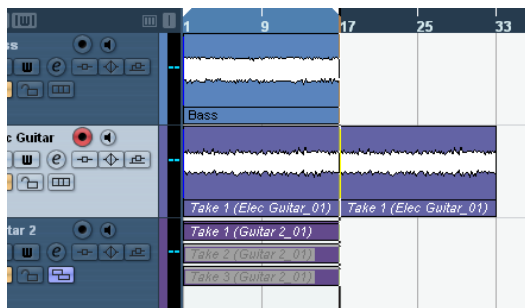 1 9 17 25 33
ss
Bass
c Guitar
Take 1 (Elec Guitar_01) Take 1 (Elec Guitar_01)
tar 2
Take 1 (Guitar 2_01)
Take 2 (Guitar 2_01)
Take 3 (Guitar 2_01)